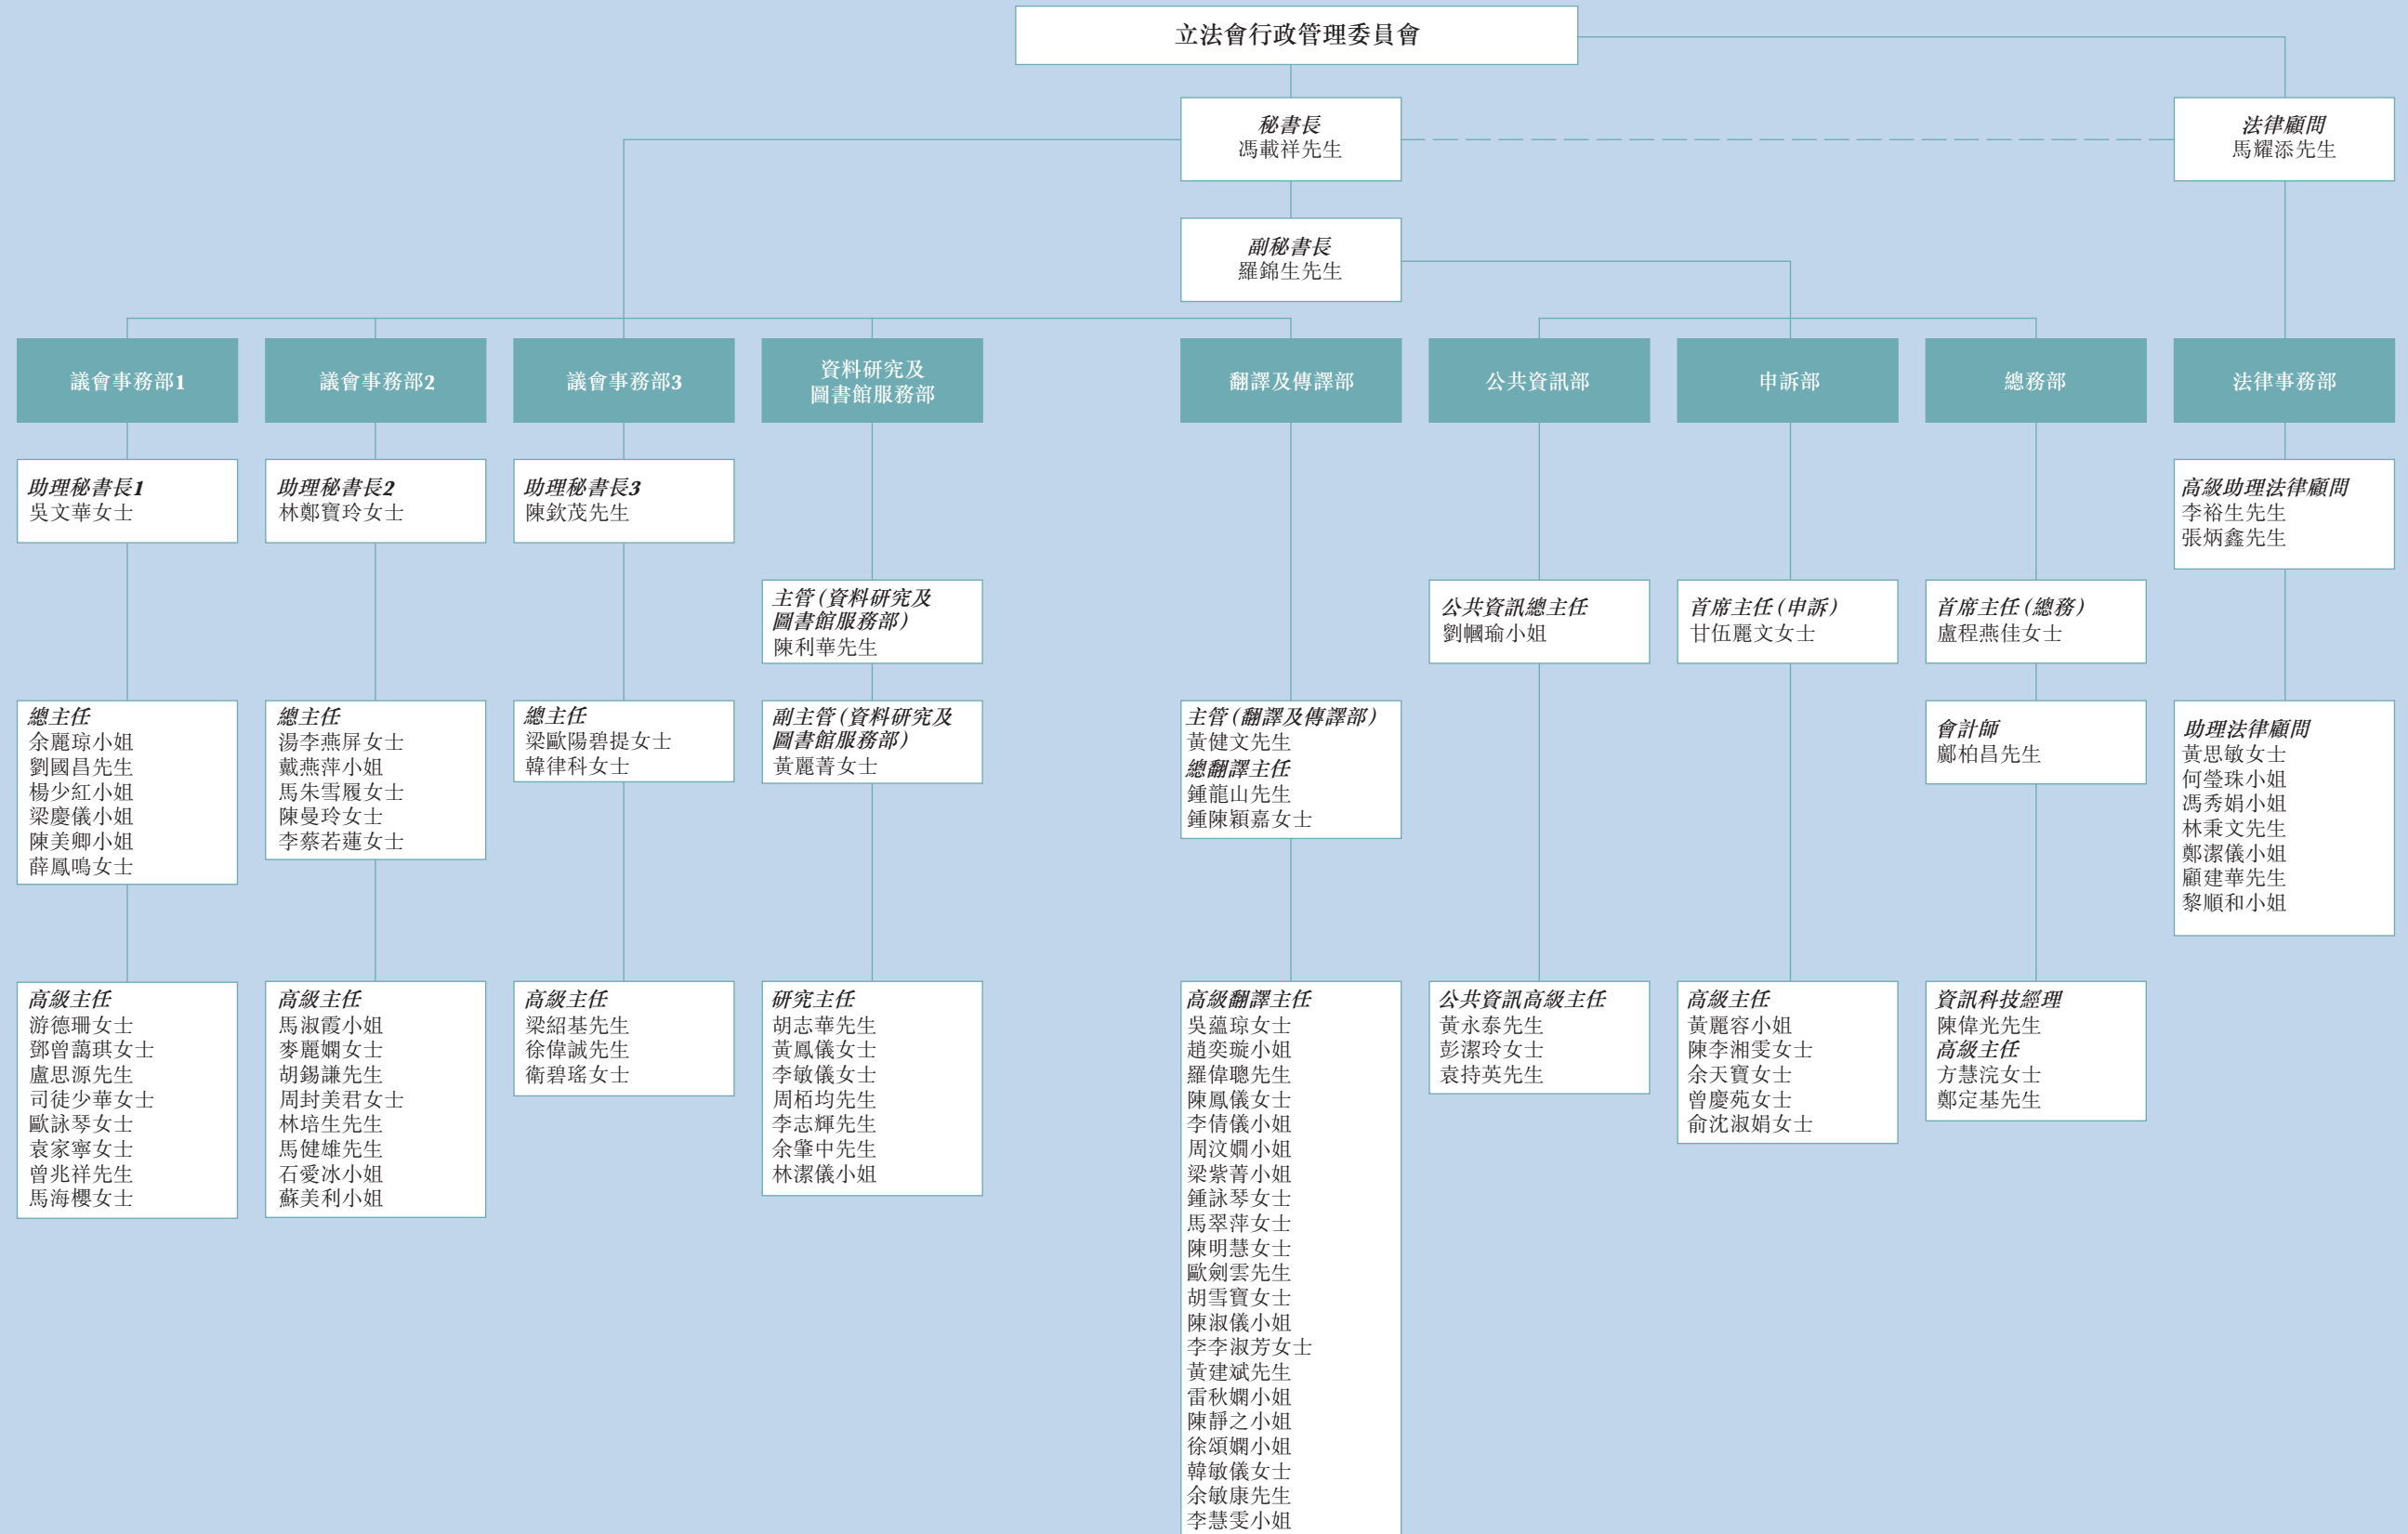 立法會行政管理委員會
秘書長
馮載祥先生
法律顧問
馬耀添先生
副秘書長
羅錦生先生
議會事務部1
議會事務部2
議會事務部3
資料研究及
圖書館服務部
翻譯及傳譯部
公共資訊部
申訴部
總務部
法律事務部
助理秘書長1
吳文華女士
助理秘書長2
林鄭寶玲女士
助理秘書長3
陳欽茂先生
高級助理法律顧問
李裕生先生
張炳鑫先生
主管(資料研究及
圖書館服務部)
陳利華先生
公共資訊總主任
劉幗瑜小姐
首席主任(申訴)
甘伍麗文女士
首席主任(總務)
盧程燕佳女士
總主任
余麗琼小姐
劉國昌先生
楊少紅小姐
梁慶儀小姐
陳美卿小姐
薛鳳鳴女士
總主任
湯李燕屏女士
戴燕萍小姐
馬朱雪履女士
陳曼玲女士
李蔡若蓮女士
總主任
梁歐陽碧提女士
韓律科女士
副主管(資料研究及
圖書館服務部)
黃麗菁女士
主管(翻譯及傳譯部)
黃健文先生
總翻譯主任
鍾龍山先生
鍾陳穎嘉女士
會計師
鄺柏昌先生
助理法律顧問
黃思敏女士
何瑩珠小姐
馮秀娟小姐
林秉文先生
鄭潔儀小姐
顧建華先生
黎順和小姐
高級主任
游德珊女士
鄧曾藹琪女士
盧思源先生
司徒少華女士
歐詠琴女士
袁家寧女士
曾兆祥先生
馬海櫻女士
高級主任
馬淑霞小姐
麥麗嫻女士
胡錫謙先生
周封美君女士
林培生先生
馬健雄先生
石愛冰小姐
蘇美利小姐
高級主任
梁紹基先生
徐偉誠先生
衛碧瑤女士
研究主任
胡志華先生
黃鳳儀女士
李敏儀女士
周栢均先生
李志輝先生
余肇中先生
林潔儀小姐
高級翻譯主任
吳蘊琼女士
趙奕璇小姐
羅偉聰先生
陳鳳儀女士
李倩儀小姐
周汶嫺小姐
梁紫菁小姐
鍾詠琴女士
馬翠萍女士
陳明慧女士
歐劍雲先生
胡雪寶女士
陳淑儀小姐
李李淑芳女士
黃建斌先生
雷秋嫻小姐
陳靜之小姐
徐頌嫻小姐
韓敏儀女士
余敏康先生
李慧雯小姐
公共資訊高級主任
黃永泰先生
彭潔玲女士
袁持英先生
高級主任
黃麗容小姐
陳李湘雯女士
余天寶女士
曾慶苑女士
俞沈淑娟女士
資訊科技經理
陳偉光先生
高級主任
方慧浣女士
鄭定基先生